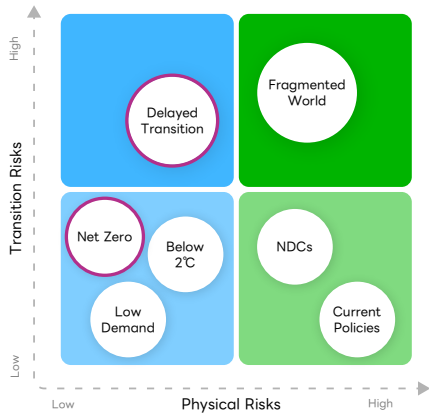 High
Transition Risks
Low
Delayed
Transition
Fragmented
World
Net Zero
Below
2℃
Low
Demand
NDCs
Current
Policies
Low
Physical Risks
High